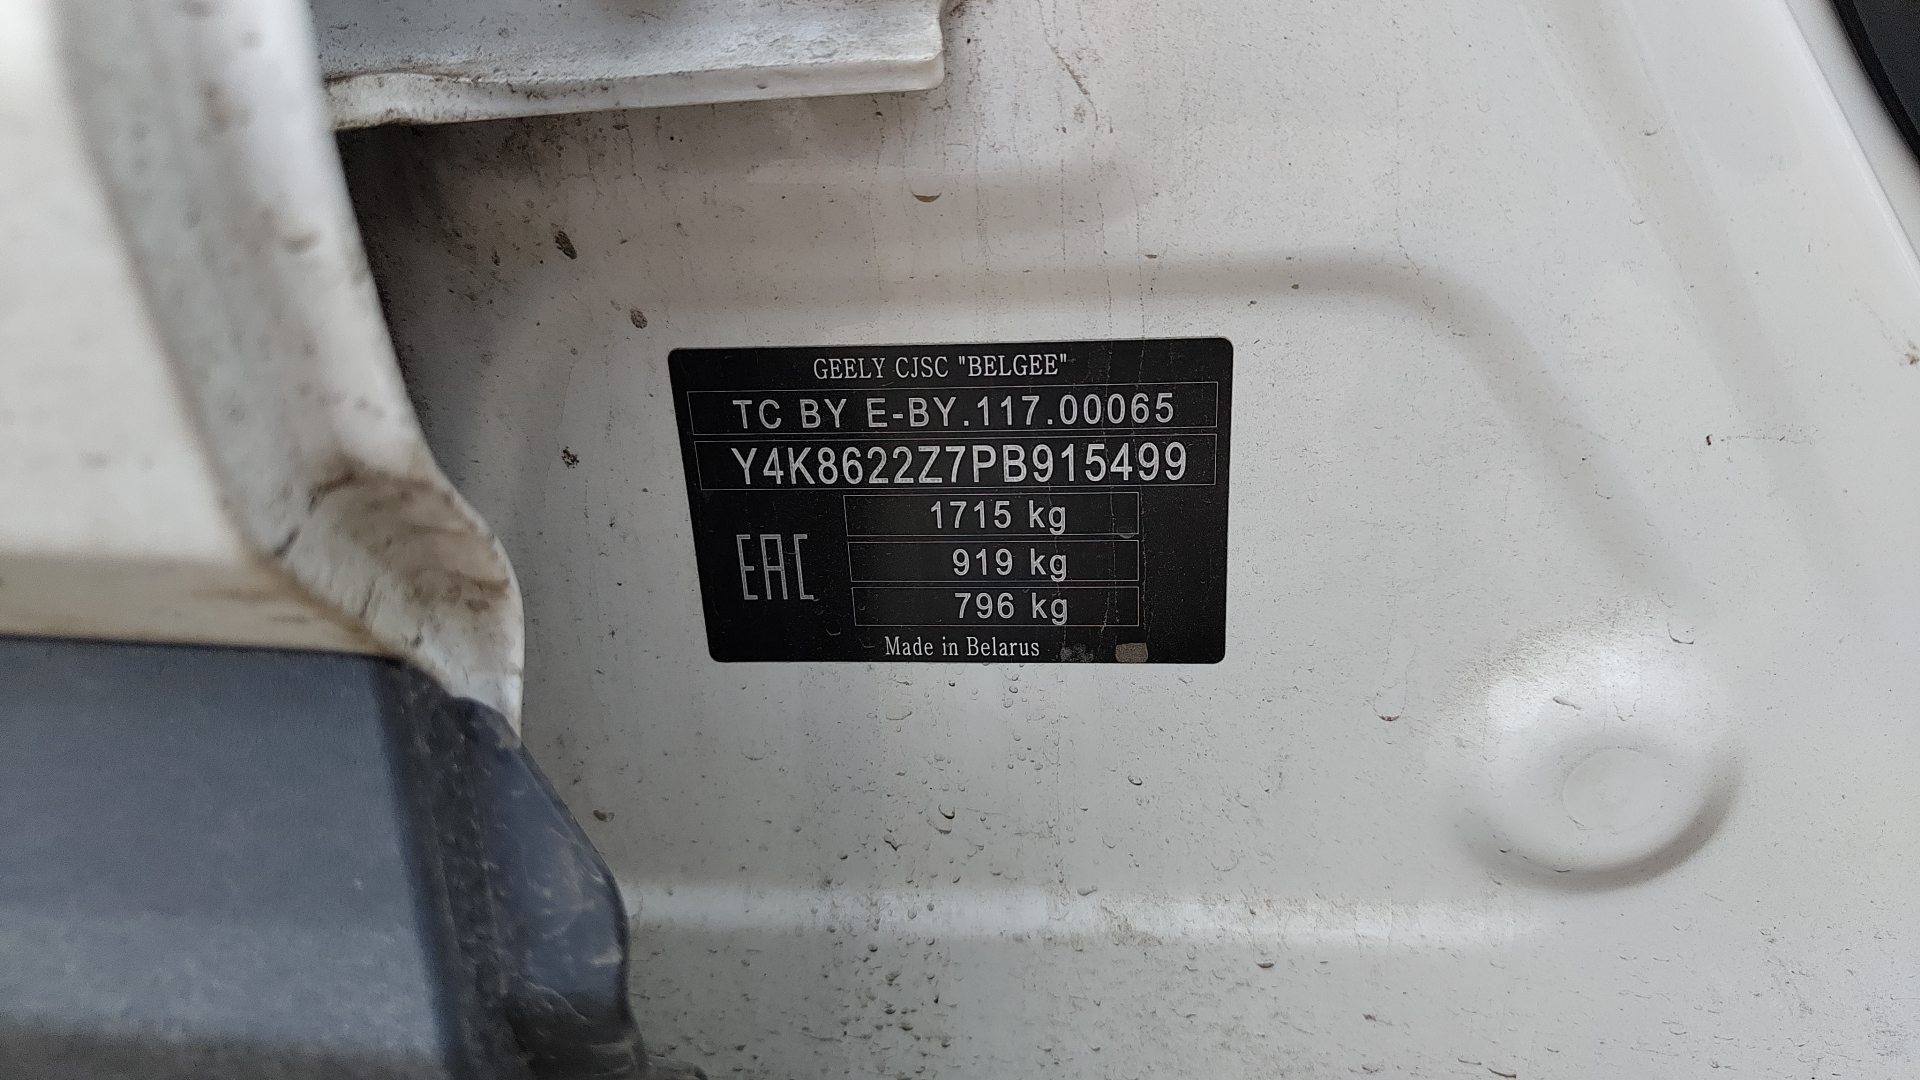 GEELY CJSC "BELGEE"
TC BY E-BY.117.00065
Y4K8622Z7PB915499
1715 kg
EAC
919 kg
796 kg
Made in Belarus